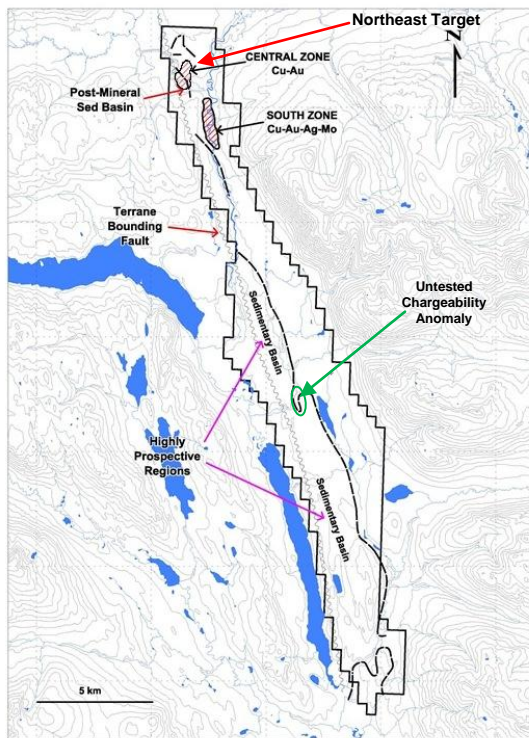 Northeast Target
N
CENTRAL ZONE
Cu-Au
Post-Mineral
Sed Basin
SOUTH ZONE
Cu-Au-Ag-Mo
Terrane
Bounding
Fault
Untested
Chargeability
Anomaly
Sedimentary Basin
Highly
Prospective
Regions
Sedimentary Basin
5 km